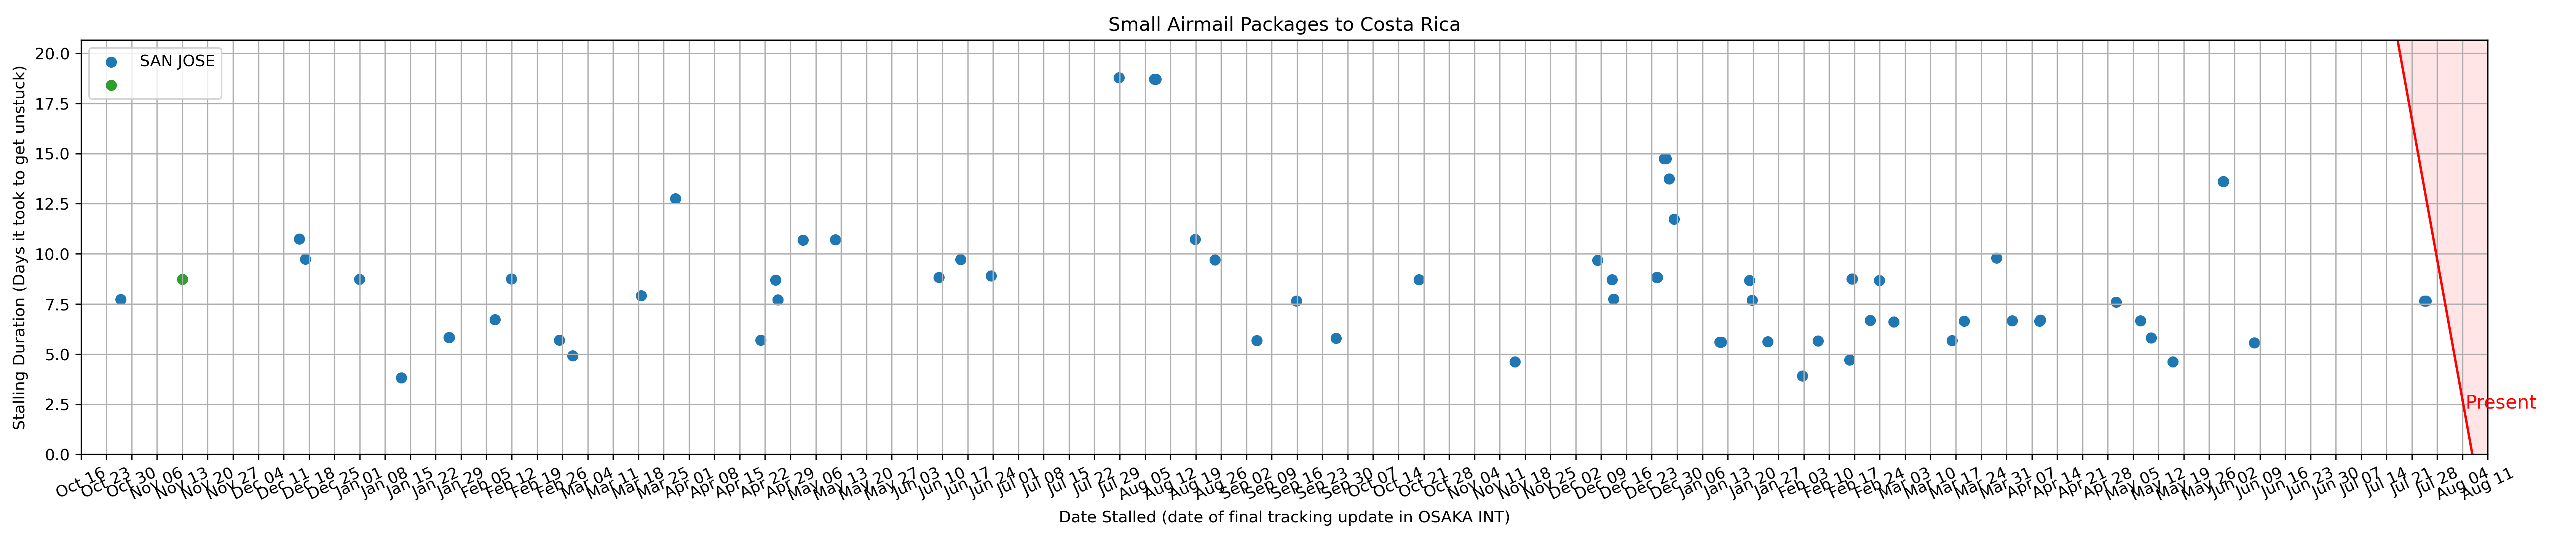 Small Airmail Packages to Costa Rica
SAN JOSE
Stalling Duration (Days it took to get unstuck)
20.0
17.5
15.0
12.5
10.0
7.5
5.0
2.5
0.0
Present
Oct 16 Oct 23 Oct 30 Nov 06 Nov 13 Nov 20 Nov 27 Dec 04 Dec 11 Dec 18 Dec 25 Jan 01 Jan 08 Jan 15 Jan 22 Jan 29 Feb 05 Feb 12 Feb 19 Feb 26 Mar 04 Mar 11 Mar 18 Mar 25 Apr 01 Apr 08 Apr 15 Apr 22 Apr 29 May 06 May 13 May 20 May 27 Jun 03 Jun 10 Jun 17 Jun 24 Jul 01 Jul 08 Jul 15 Jul 22 Jul 29 Aug 05 Aug 12 Aug 19 Aug 26 Sep 02 Sep 09 Sep 16 Sep 23 Sep 30 Oct 07 Oct 14 Oct 21 Oct 28 Nov 04 Nov 11 Nov 18 Nov 25 Dec 02 Dec 09 Dec 16 Dec 23 Dec 30 Jan 06 Jan 13 Jan 20 Jan 27 Feb 03 Feb 10 Feb 17 Feb 24 Mar 03 Mar 10 Mar 17 Mar 24 Mar 31 Apr 07 Apr 14 Apr 21 Apr 28 May 05 May 12 May 19 May 26 Jun 02 Jun 09 Jun 16 Jun 23 Jun 30 Jul 07 Jul 14 Jul 21 Jul 28 Aug 04 Aug 11
Date Stalled (date of final tracking update in OSAKA INT)